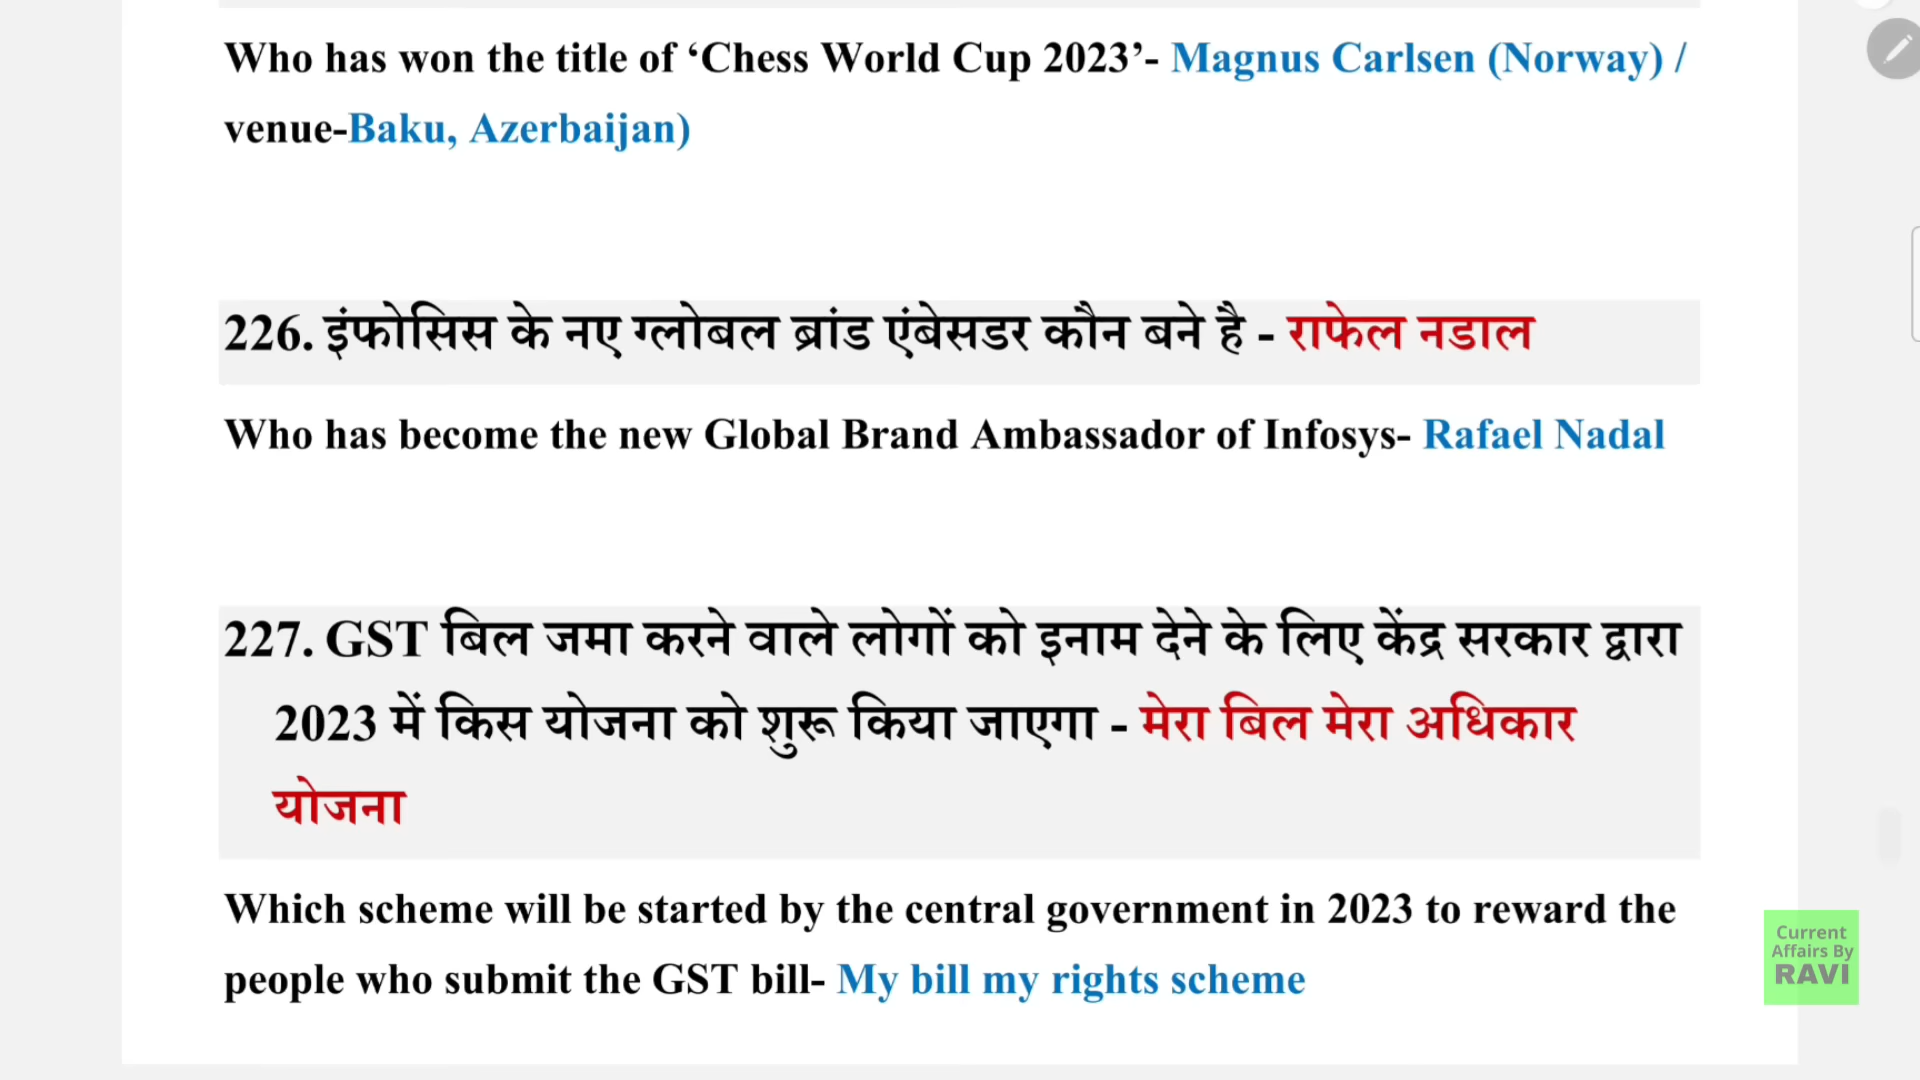 Who has won the title of ‘Chess World Cup 2023’- Magnus Carlsen (Norway) /
venue-Baku, Azerbaijan)
226. इंफोसिस के नए ग्लोबल ब्रांड एंबेसडर कौन बने है - राफेल नडाल
Who has become the new Global Brand Ambassador of Infosys- Rafael Nadal
227. GST बिल जमा करने वाले लोगों को इनाम देने के लिए केंद्र सरकार द्वारा
2023 में किस योजना को शुरू किया जाएगा - मेरा बिल मेरा अधिकार
योजना
Which scheme will be started by the central government in 2023 to reward the
people who submit the GST bill- My bill my rights scheme
Current
Affairs By
RAVI